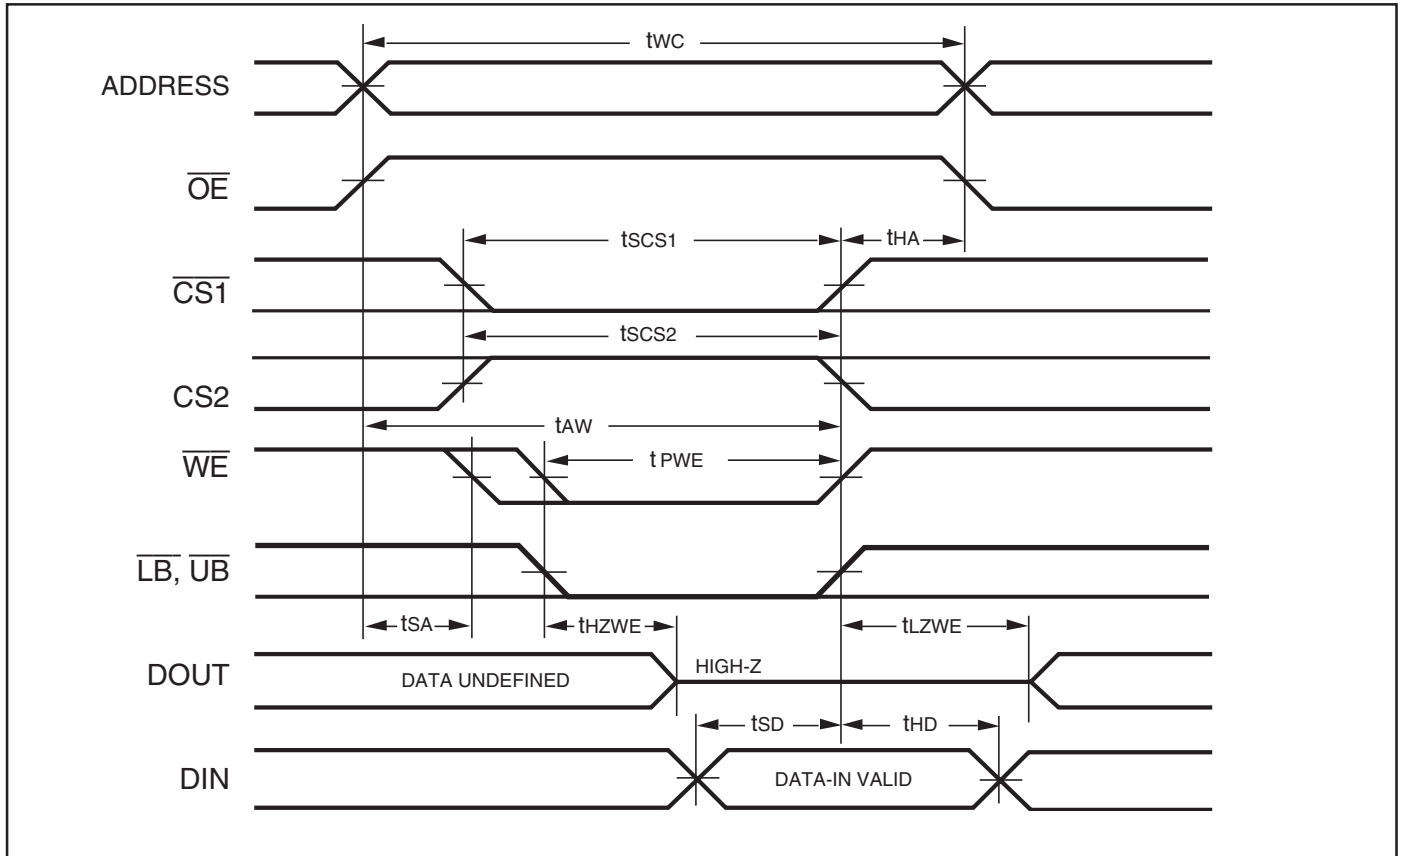 tWC
ADDRESS
OE
tSCS1
tHA
CS1
tSCS2
CS2
tAW
WE
tPWE
LB, UB
tSA
tHZWE
tLZWE
DOUT
DATA UNDEFINED
HIGH-Z
tSD
tHD
DIN
DATA-IN VALID